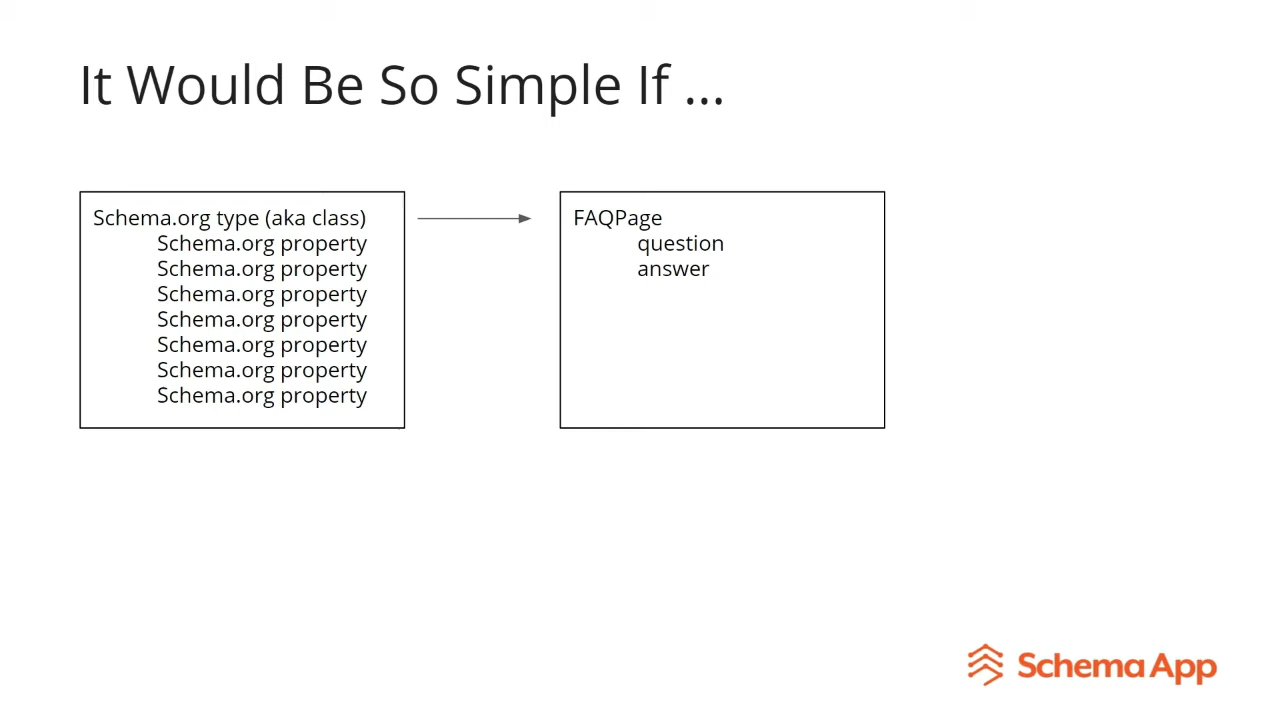 It Would Be So Simple If ...
Schema.org type (aka class)
Schema.org property
Schema.org property
Schema.org property
Schema.org property
Schema.org property
Schema.org property
Schema.org property
FAQPage
question
answer
Schema App